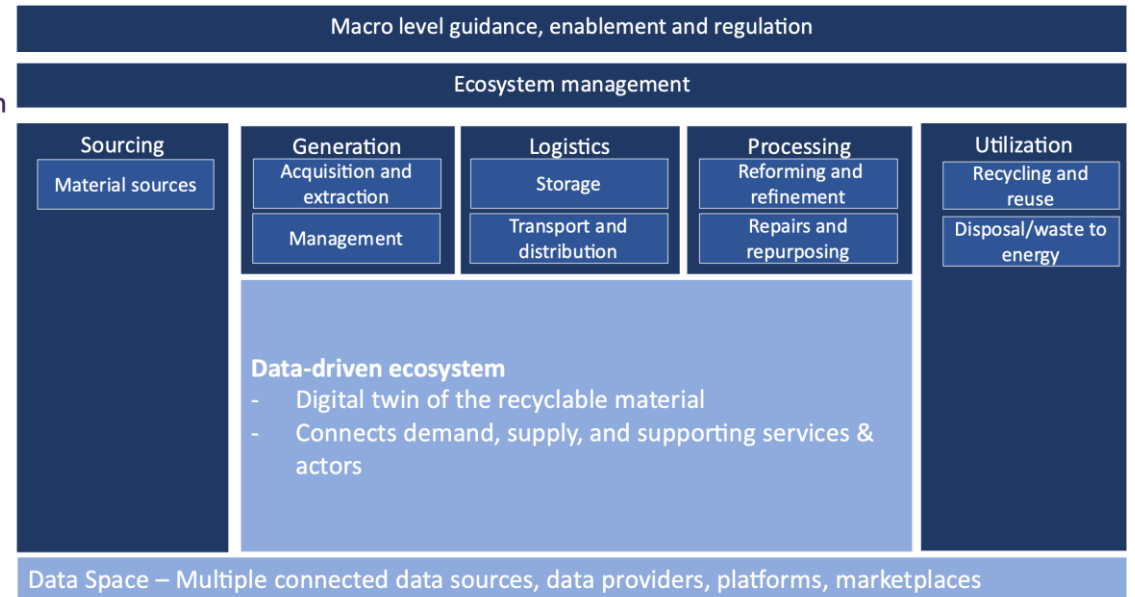 Macro level guidance, enablement and regulation
Ecosystem management
n
Sourcing
Material sources
Generation
Acquisition and
extraction
Management
Logistics
Storage
Transport and
distribution
Processing
Reforming and
refinement
Repairs and
repurposing
Utilization
Recycling and
reuse
Disposal/waste to
energy
Data-driven ecosystem
- Digital twin of the recyclable material
- Connects demand, supply, and supporting services &
actors
Data Space – Multiple connected data sources, data providers, platforms, marketplaces